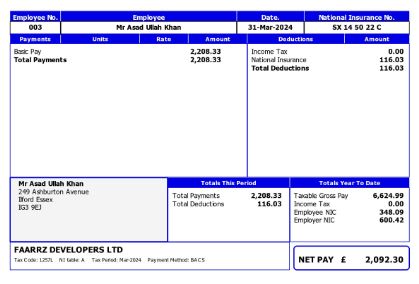 Employee No. Employee Date. National Insurance No.
003 Mr Asad Ullah Khan 31-Mar-2024 SX 14 50 22 C
Payments Units Rate Amount Deductions Amount
Basic Pay 2,208.33 Income Tax 0.00
Total Payments 2,208.33 National Insurance 116.03
Total Deductions 116.03
Mr Asad Ullah Khan
249 Ashburton Avenue
Ilford Essex
IG3 9EJ
Totals This Period
Total Payments 2,208.33
Total Deductions 116.03
Totals Year To Date
Taxable Gross Pay 6,624.99
Income Tax 0.00
Employee NIC 348.09
Employer NIC 600.42
FAARRZ DEVELOPERS LTD
Tax Code: 1257L NI table: A Tax Period: Mar-2024 Payment Method: BACS
NET PAY £ 2,092.30